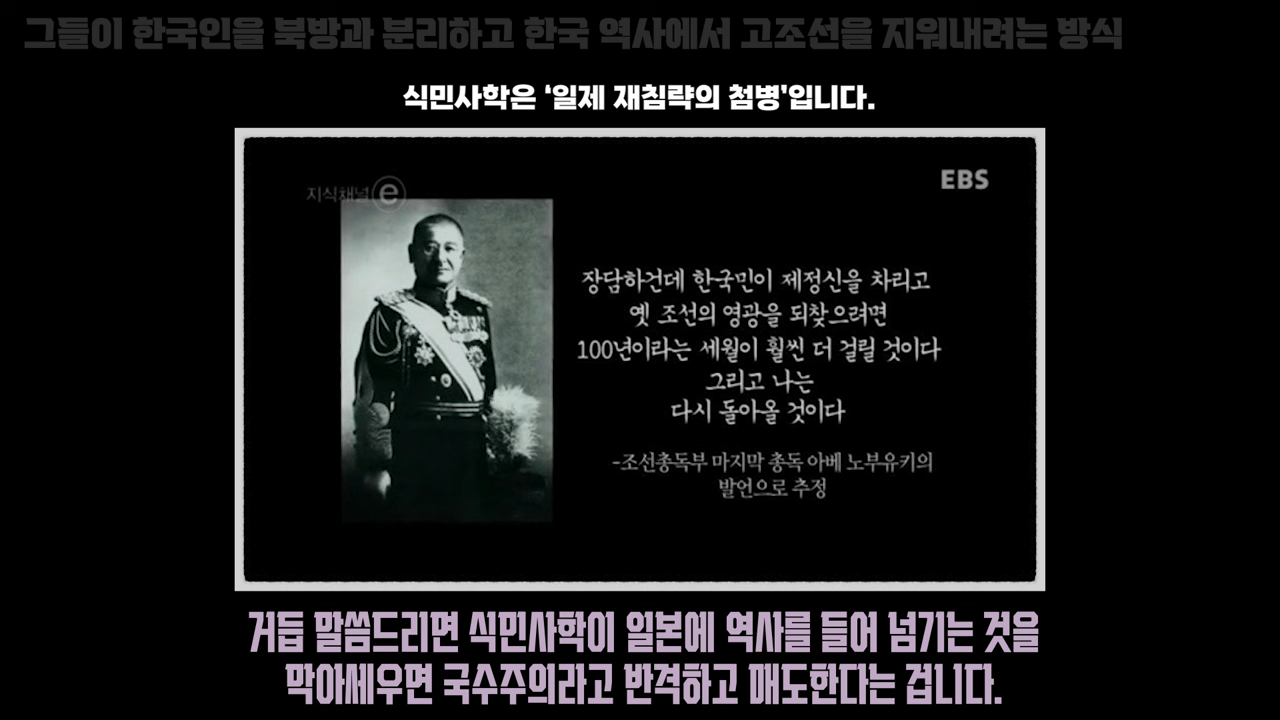 그들이 한국인을 북방과 분리하고 한국 역사에서 고조선을 지워내려는 방식
식민사학은 ‘일제 재침략의 첨병’입니다.
지식채널 e
EBS
장담하건데 한국민이 제정신을 차리고
옛 조선의 영광을 되찾으려면
100년이라는 세월이 훨씬 더 걸릴 것이다
그리고 나는
다시 돌아올 것이다
-조선총독부 마지막 총독 아베 노부유키의
발언으로 추정
거듭 말씀드리면 식민사학이 일본에 역사를 들어 넘기는 것을
막아세우면 국수주의라고 반격하고 매도한다는 겁니다.